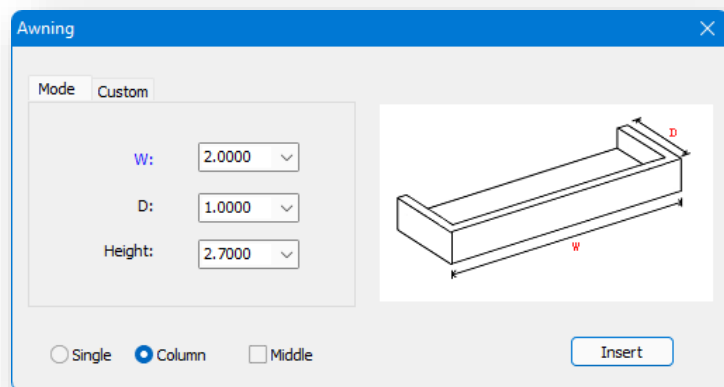 Awning
Mode
Custom
W:
2.0000
D:
1.0000
Height:
2.7000
D
W
Single
Column
Middle
Insert